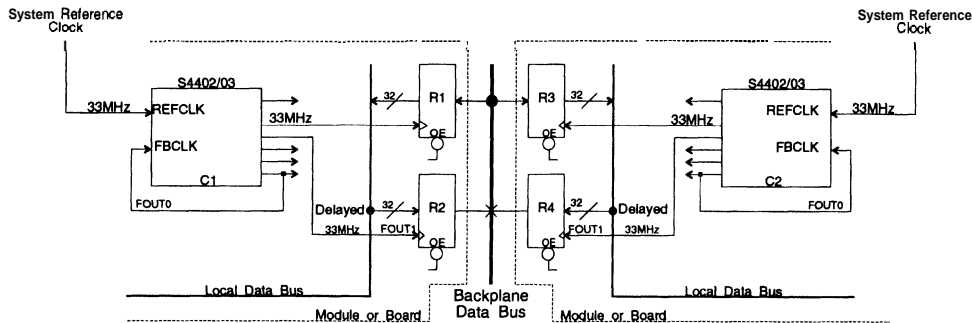 System Reference
Clock
System Reference
Clock
S4402/03
33MHz
REFCLK
FBCLK
C1
FOUT0
33MHz
32
R1
OE
R3
OE
32
33MHz
S4402/03
REFCLK
33MHz
FBCLK
C2
FOUT0
Delayed
32
R2
OE
33MHz
FOUT1
R4
OE
32
Delayed
FOUT1
33MHz
Local Data Bus
Backplane
Data Bus
Local Data Bus
Module or Board
Module or Board